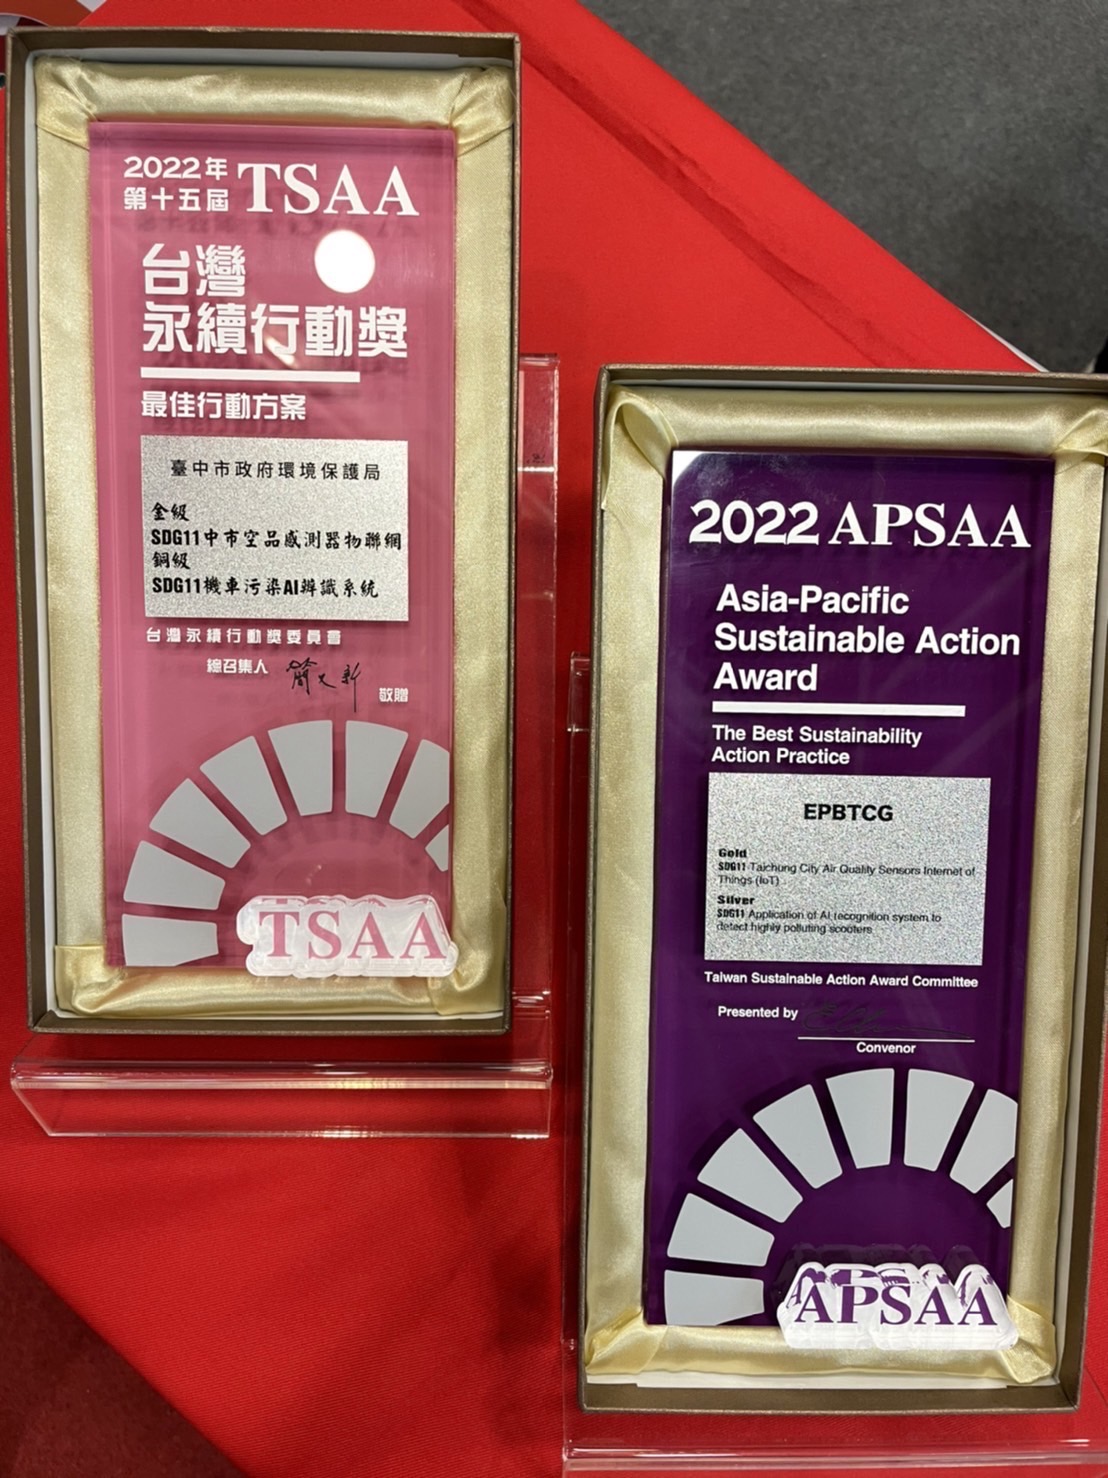 2022年
第十五屆 TSAA
台灣
永續行動獎
最佳行動方案
臺中市政府環境保護局
金級
SDG11中市空品感測器物聯網
銅級
SDG11機車污染AI辨識系統
台灣永續行動獎委員會
總召集人 簡又新
敬贈
TSAA
2022 APSAA
Asia-Pacific
Sustainable Action
Award
The Best Sustainability
Action Practice
EPBTCG
Gold
SDG11 Taichung City Air Quality Sensors Internet of
Things (IoT)
Silver
SDG11 Application of AI recognition system to
detect highly polluting scooters
Taiwan Sustainable Action Award Committee
Presented by
Convenor
APSAA